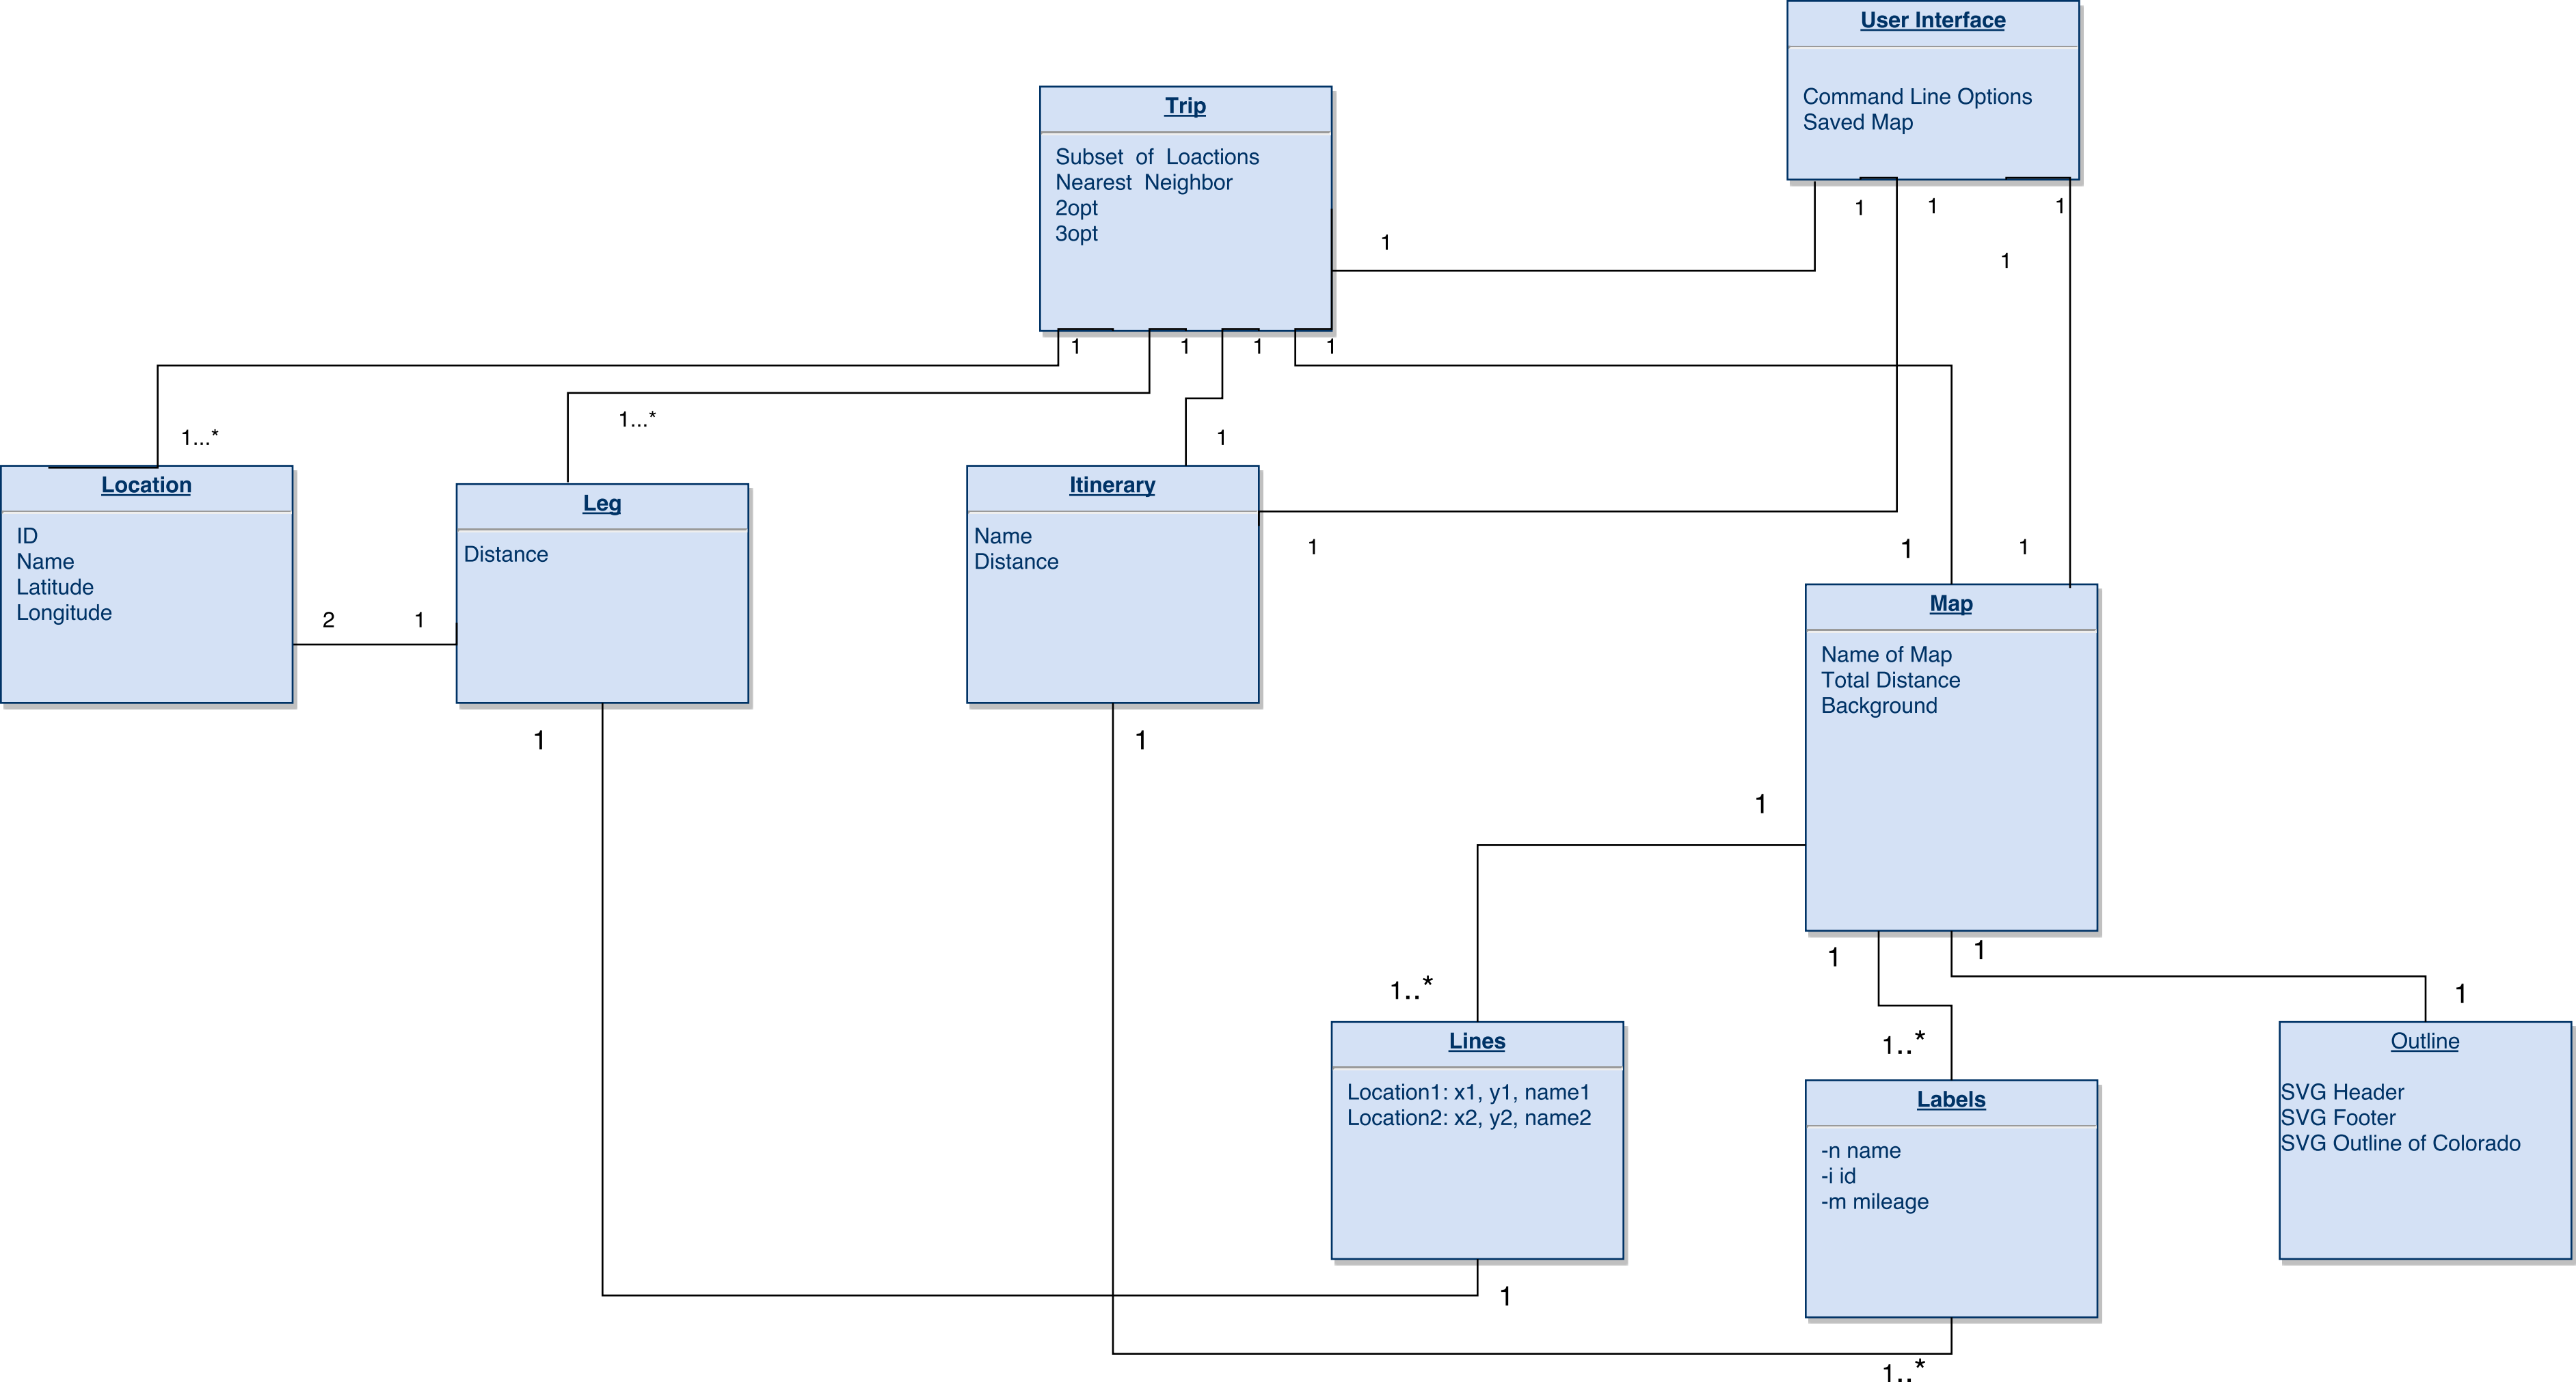 User Interface
Command Line Options
Saved Map
Trip
Subset of Loactions
Nearest Neighbor
2opt
3opt
1
1
1
1
1
1
1
1
1
1
1...*
1...*
1
Location
ID
Name
Latitude
Longitude
Leg
Distance
Itinerary
Name
Distance
1
1
1
2
1
Map
Name of Map
Total Distance
Background
1
1
1
1
1
1..*
1
1..*
Lines
Location1: x1, y1, name1
Location2: x2, y2, name2
Labels
-n name
-i id
-m mileage
Outline
SVG Header
SVG Footer
SVG Outline of Colorado
1
1..*